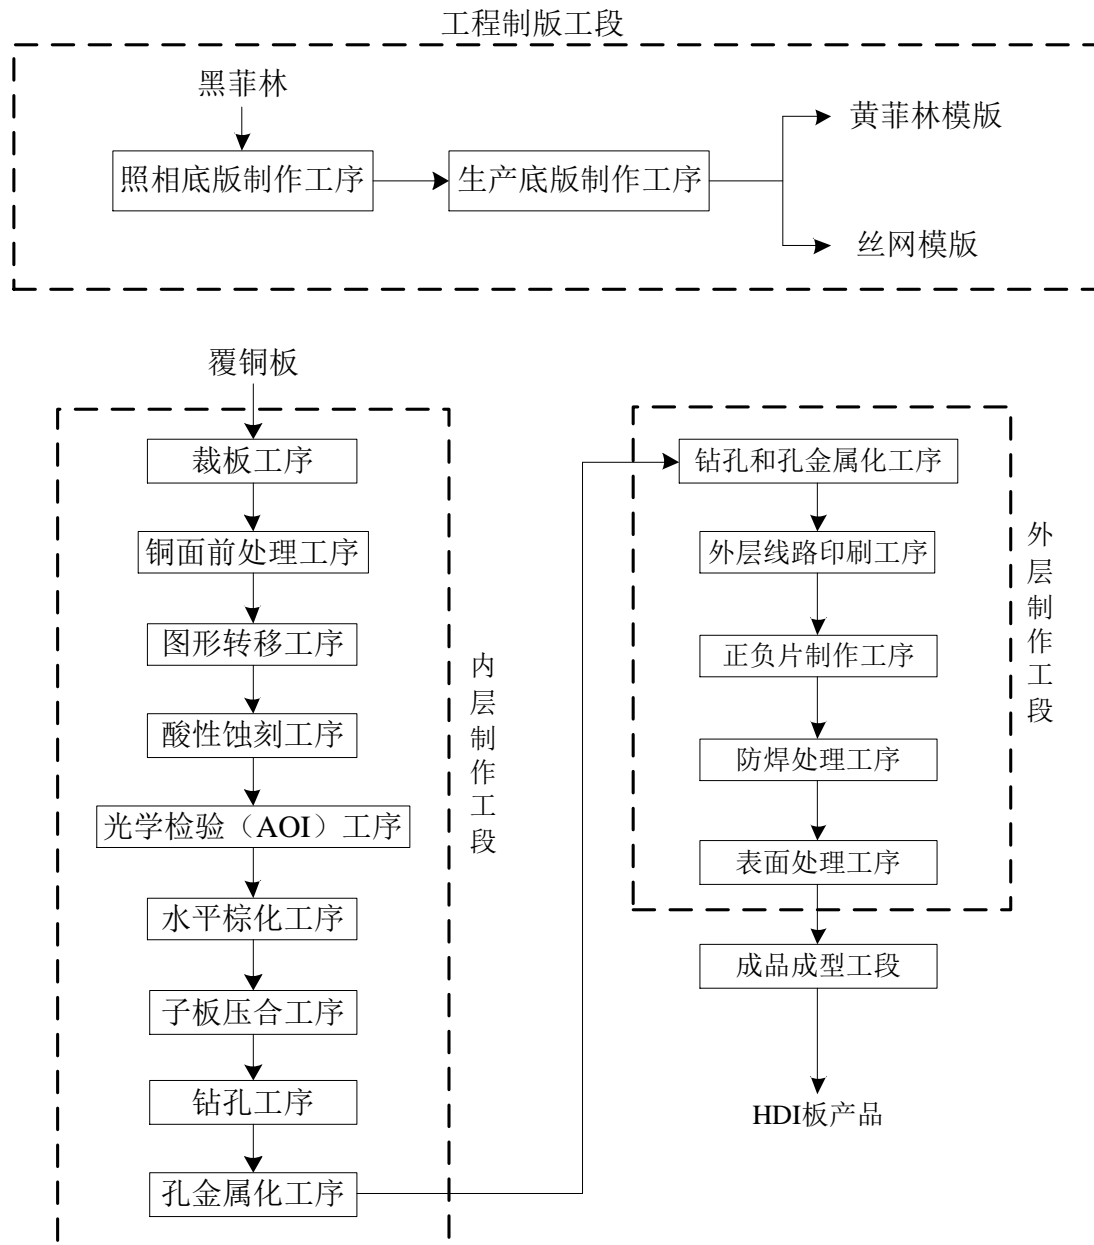 工程制版工段
黑菲林
照相底版制作工序
生产底版制作工序
黄菲林模版
丝网模版
覆铜板
裁板工序
铜面前处理工序
图形转移工序
酸性蚀刻工序
光学检验（AOI）工序
水平棕化工序
子板压合工序
钻孔工序
孔金属化工序
内层制作工段
钻孔和孔金属化工序
外层线路印刷工序
正负片制作工序
防焊处理工序
表面处理工序
外层制作工段
成品成型工段
HDI板产品